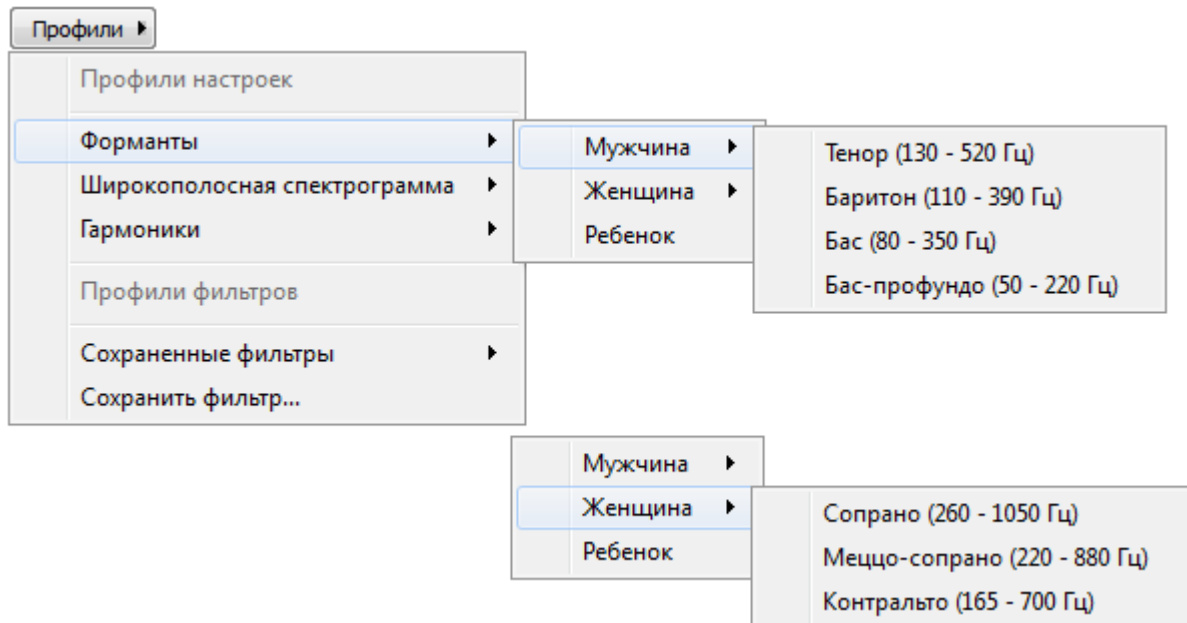 Профили
Профили настроек
Форманты
Широкополосная спектрограмма
Гармоники
Профили фильтров
Сохраненные фильтры
Сохранить фильтр...
Мужчина
Женщина
Ребенок
Тенор (130 - 520 Гц)
Баритон (110 - 390 Гц)
Бас (80 - 350 Гц)
Бас-профундо (50 - 220 Гц)
Мужчина
Женщина
Ребенок
Сопрано (260 - 1050 Гц)
Меццо-сопрано (220 - 880 Гц)
Контральто (165 - 700 Гц)